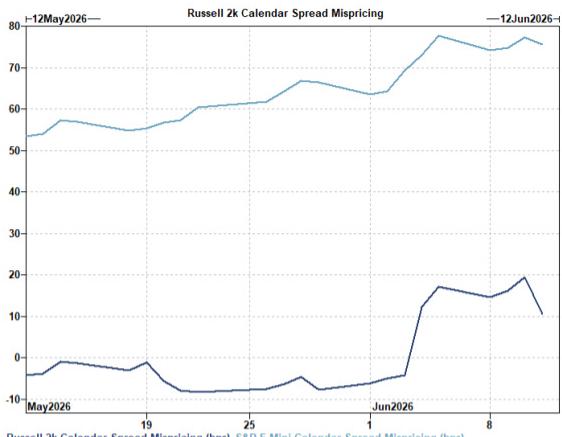 Russell 2k Calendar Spread Mispricing
12May2026
12Jun2026
80
70
60
50
40
30
20
10
0
-10
May2026
Jun2026
19
25
1
8
Russell 2k Calendar Spread Mispricing (bps) S&P E-Mini Calendar Spread Mispricing (bps)